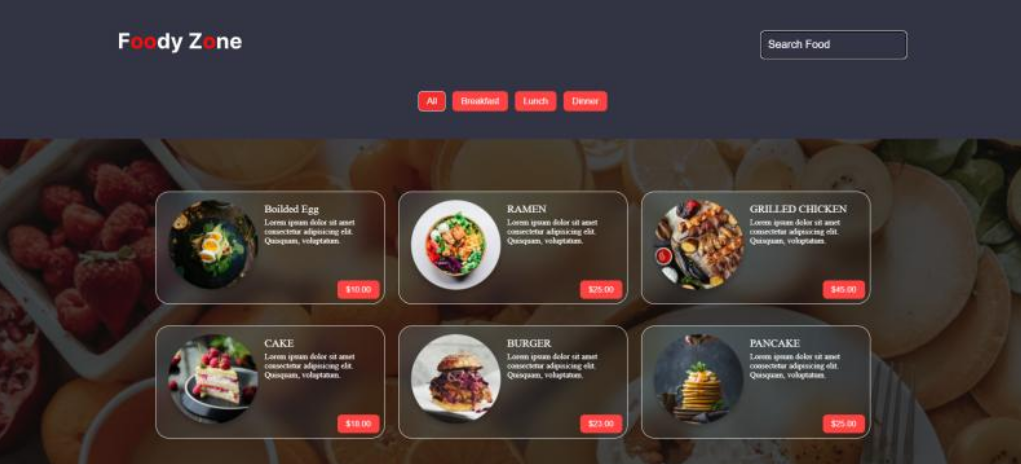 Foody Zone
Search Food
All
Breakfast
Lunch
Dinner
Boilded Egg
Lorem ipsum dolor sit amet
consectetur adipisicing elit.
Quisquam, voluptatum.
$10.00
RAMEN
Lorem ipsum dolor sit amet
consectetur adipisicing elit.
Quisquam, voluptatum.
$25.00
GRILLED CHICKEN
Lorem ipsum dolor sit amet
consectetur adipisicing elit.
Quisquam, voluptatum.
$45.00
CAKE
Lorem ipsum dolor sit amet
consectetur adipisicing elit.
Quisquam, voluptatum.
$18.00
BURGER
Lorem ipsum dolor sit amet
consectetur adipisicing elit.
Quisquam, voluptatum.
$23.00
PANCAKE
Lorem ipsum dolor sit amet
consectetur adipisicing elit.
Quisquam, voluptatum.
$25.00